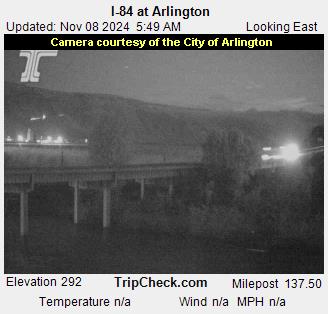 I-84 at Arlington
Updated: Nov 08 2024 5:49 AM Looking East
Camera courtesy of the City of Arlington
Elevation 292 TripCheck.com Milepost 137.50
Temperature n/a Wind n/a MPH n/a